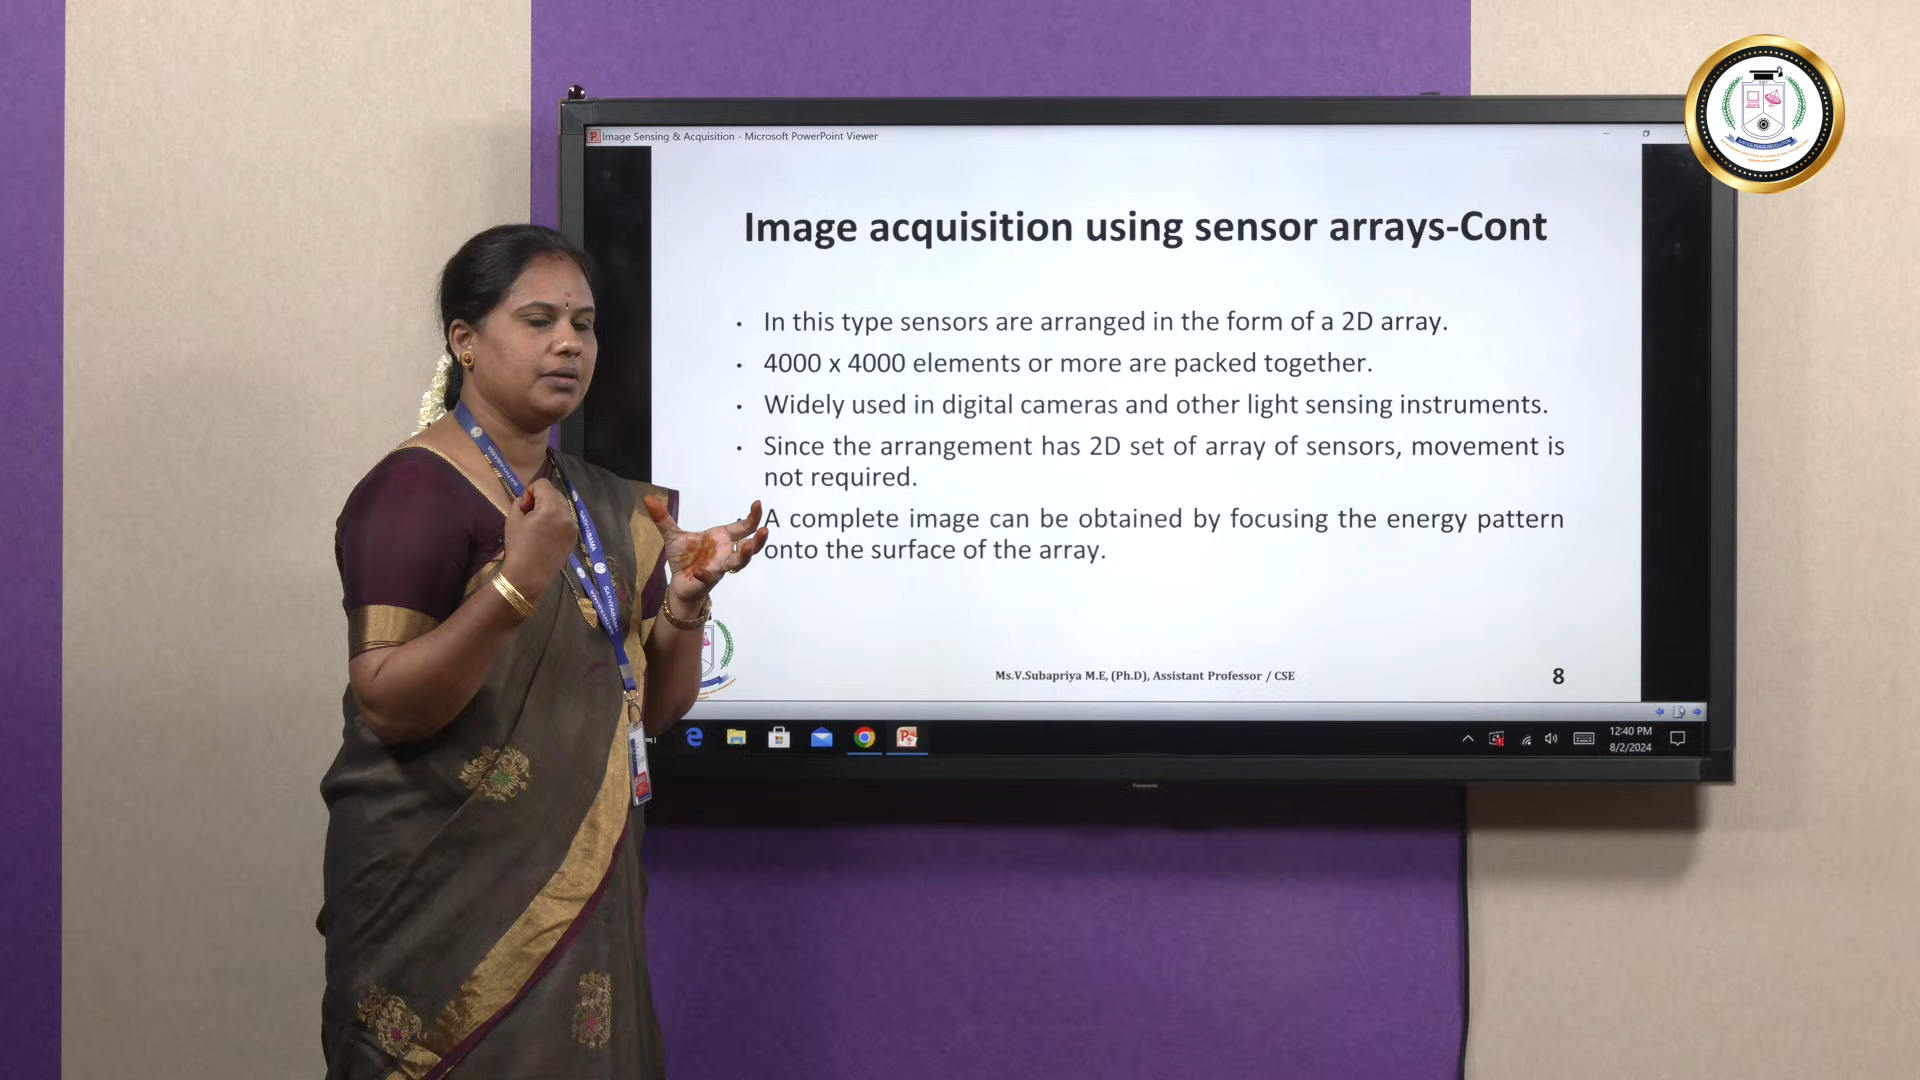 Image Sensing & Acquisition - Microsoft PowerPoint Viewer
Image acquisition using sensor arrays-Cont
• In this type sensors are arranged in the form of a 2D array.
• 4000 x 4000 elements or more are packed together.
• Widely used in digital cameras and other light sensing instruments.
• Since the arrangement has 2D set of array of sensors, movement is
not required.
A complete image can be obtained by focusing the energy pattern
onto the surface of the array.
Ms.V.Subapriya M.E, (Ph.D), Assistant Professor / CSE
8
12:40 PM
8/2/2024
SATHYABAMA
SATHYABAMA
SATHYABAMA
Panasonic